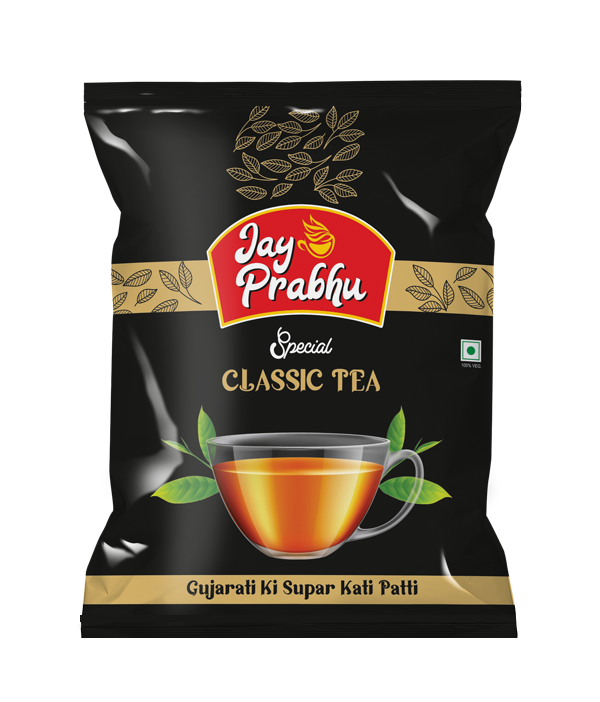 Jay
Prabhu
Special
CLASSIC TEA
100% VEG.
Gujarati Ki Supar Kati Patti